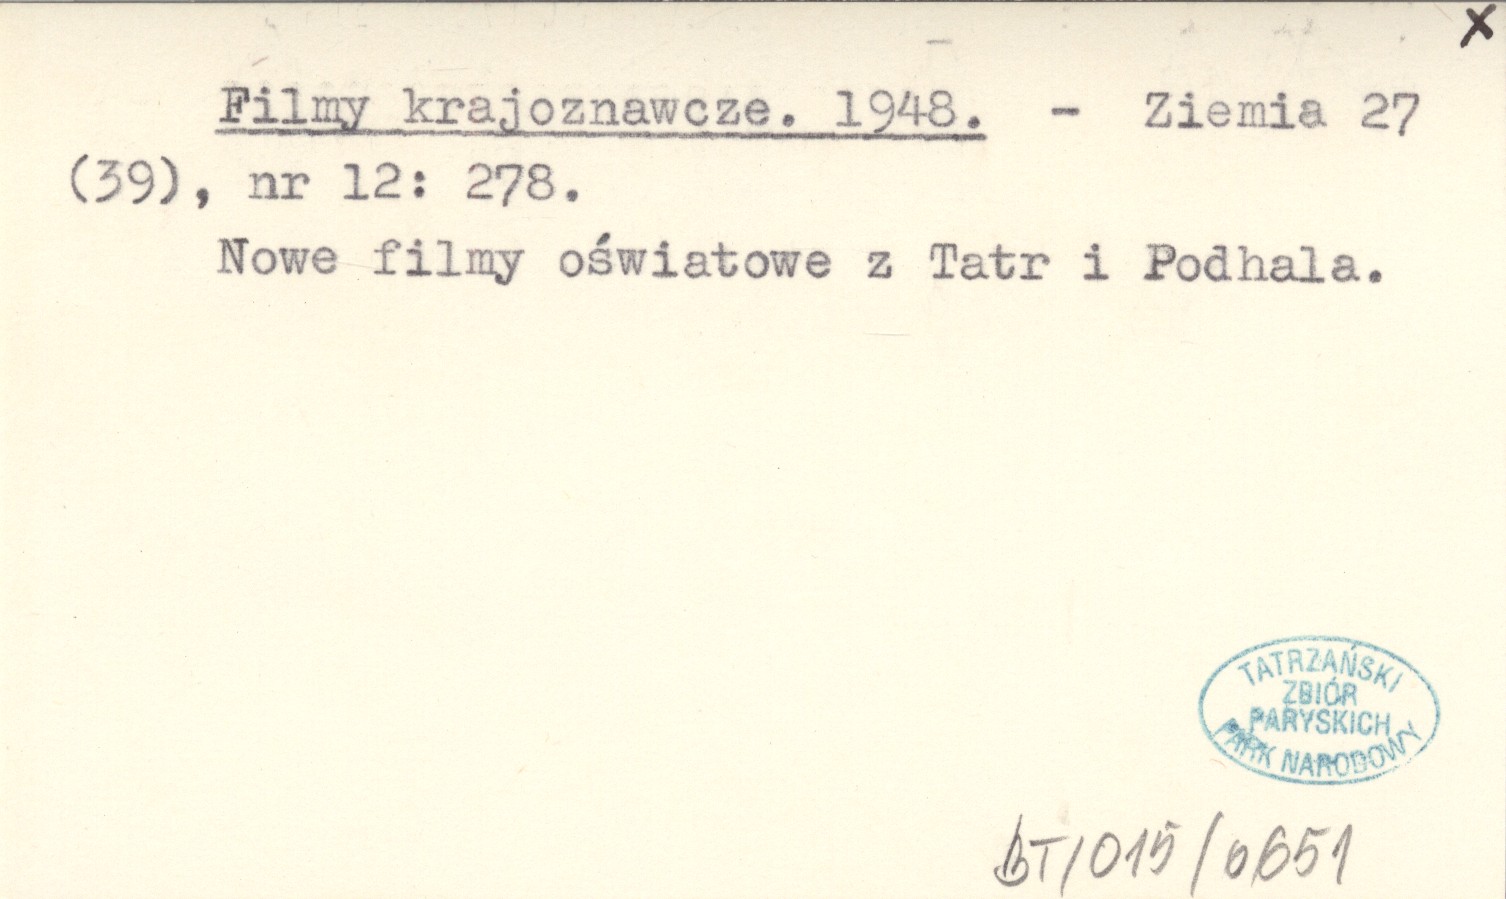 X
Filmy krajoznawcze. 1948. - Ziemia 27
(39), nr 12: 278.
Nowe filmy oświatowe z Tatr i Podhala.
TATRZAŃSKI
ZBIÓR
PARYSKICH
PARK NARODOWY
BT/015/6651